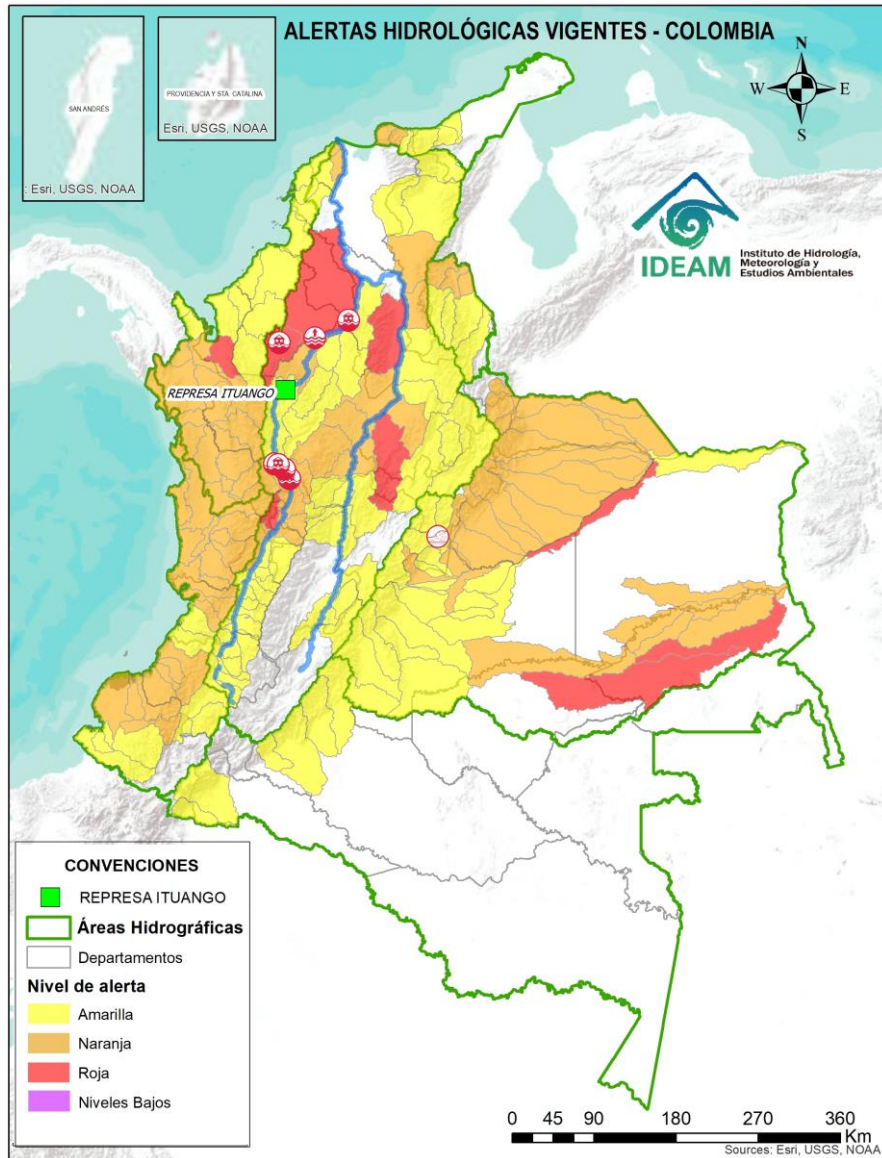 ALERTAS HIDROLÓGICAS VIGENTES - COLOMBIA
SAN ANDRÉS
: Esri, USGS, NOAA
PROVIDENCIA Y STA. CATALINA
Esri, USGS, NOAA
N
W
E
S
IDEAM
Instituto de Hidrología,
Meteorología y
Estudios Ambientales
REPRESA ITUANGO
CONVENCIONES
REPRESA ITUANGO
Áreas Hidrográficas
Departamentos
Nivel de alerta
Amarilla
Naranja
Roja
Niveles Bajos
0 45 90 180 270 360
Km
Sources: Esri, USGS, NOAA